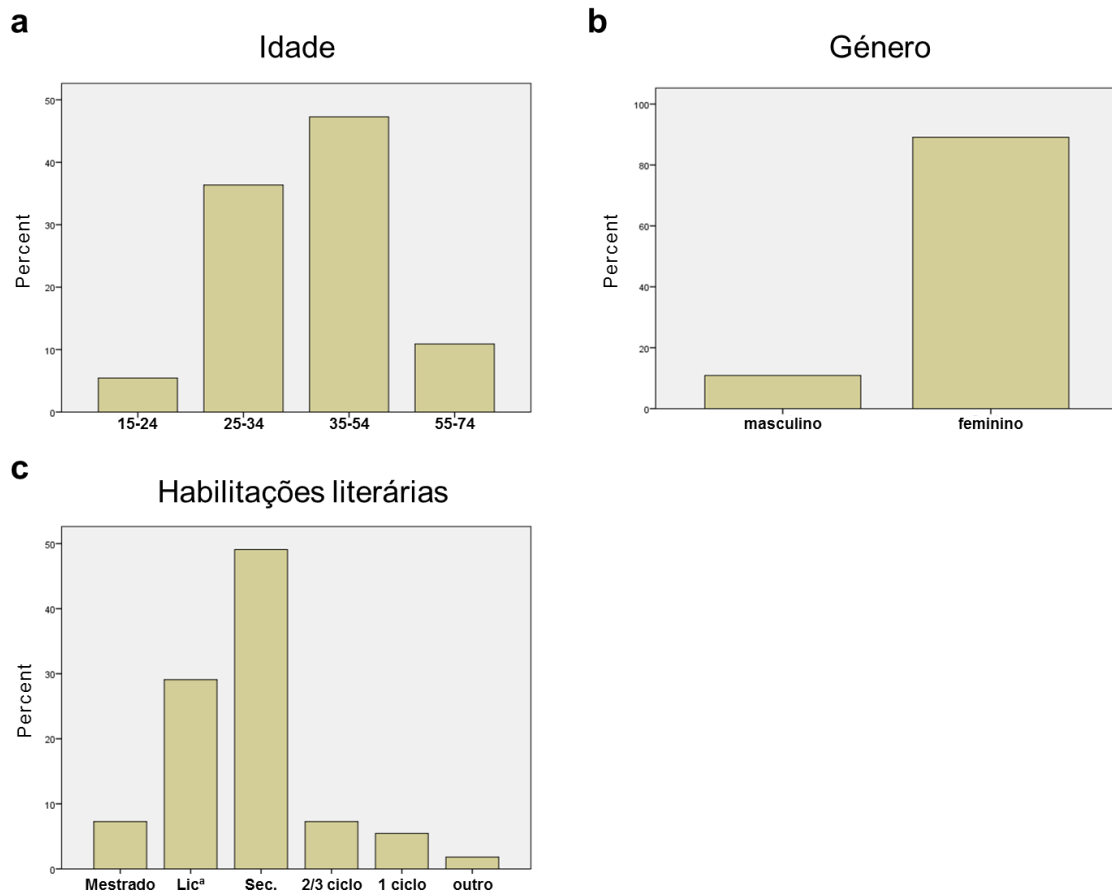 a
Idade
Percent
50
40
30
20
10
0
15-24
25-34
35-54
55-74
b
Género
Percent
100
80
60
40
20
0
masculino
feminino
c
Habilitações literárias
Percent
50
40
30
20
10
0
Mestrado
Licª
Sec.
2/3 ciclo
1 ciclo
outro